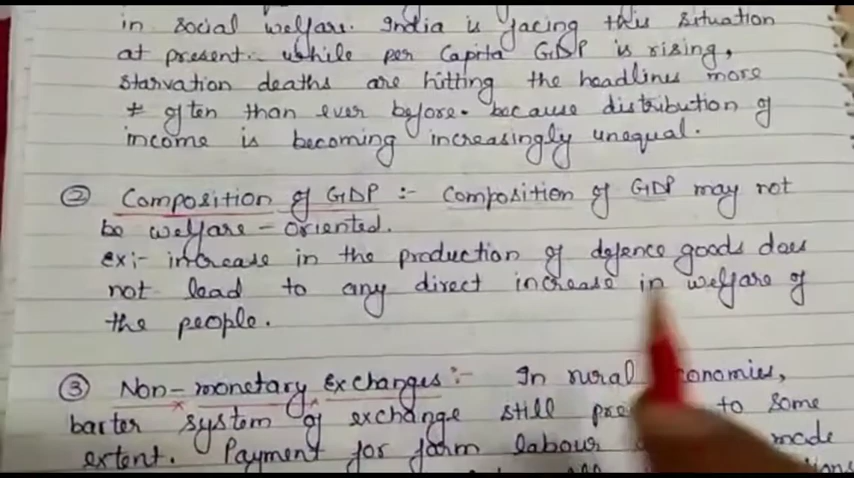 in social welfare. India is facing this situation
at present. while per Capita GDP is rising,
starvation deaths are hitting the headlines more
often than ever before. because distribution of
income is becoming increasingly unequal.
② Composition of GDP :- Composition of GDP may not
be welfare-oriented.
ex:- increase in the production of defence goods does
not lead to any direct increase in welfare of
the people.
③ Non-monetary exchanges :- In rural
barter system of exchange still to some
extent. Payment for farm labour made